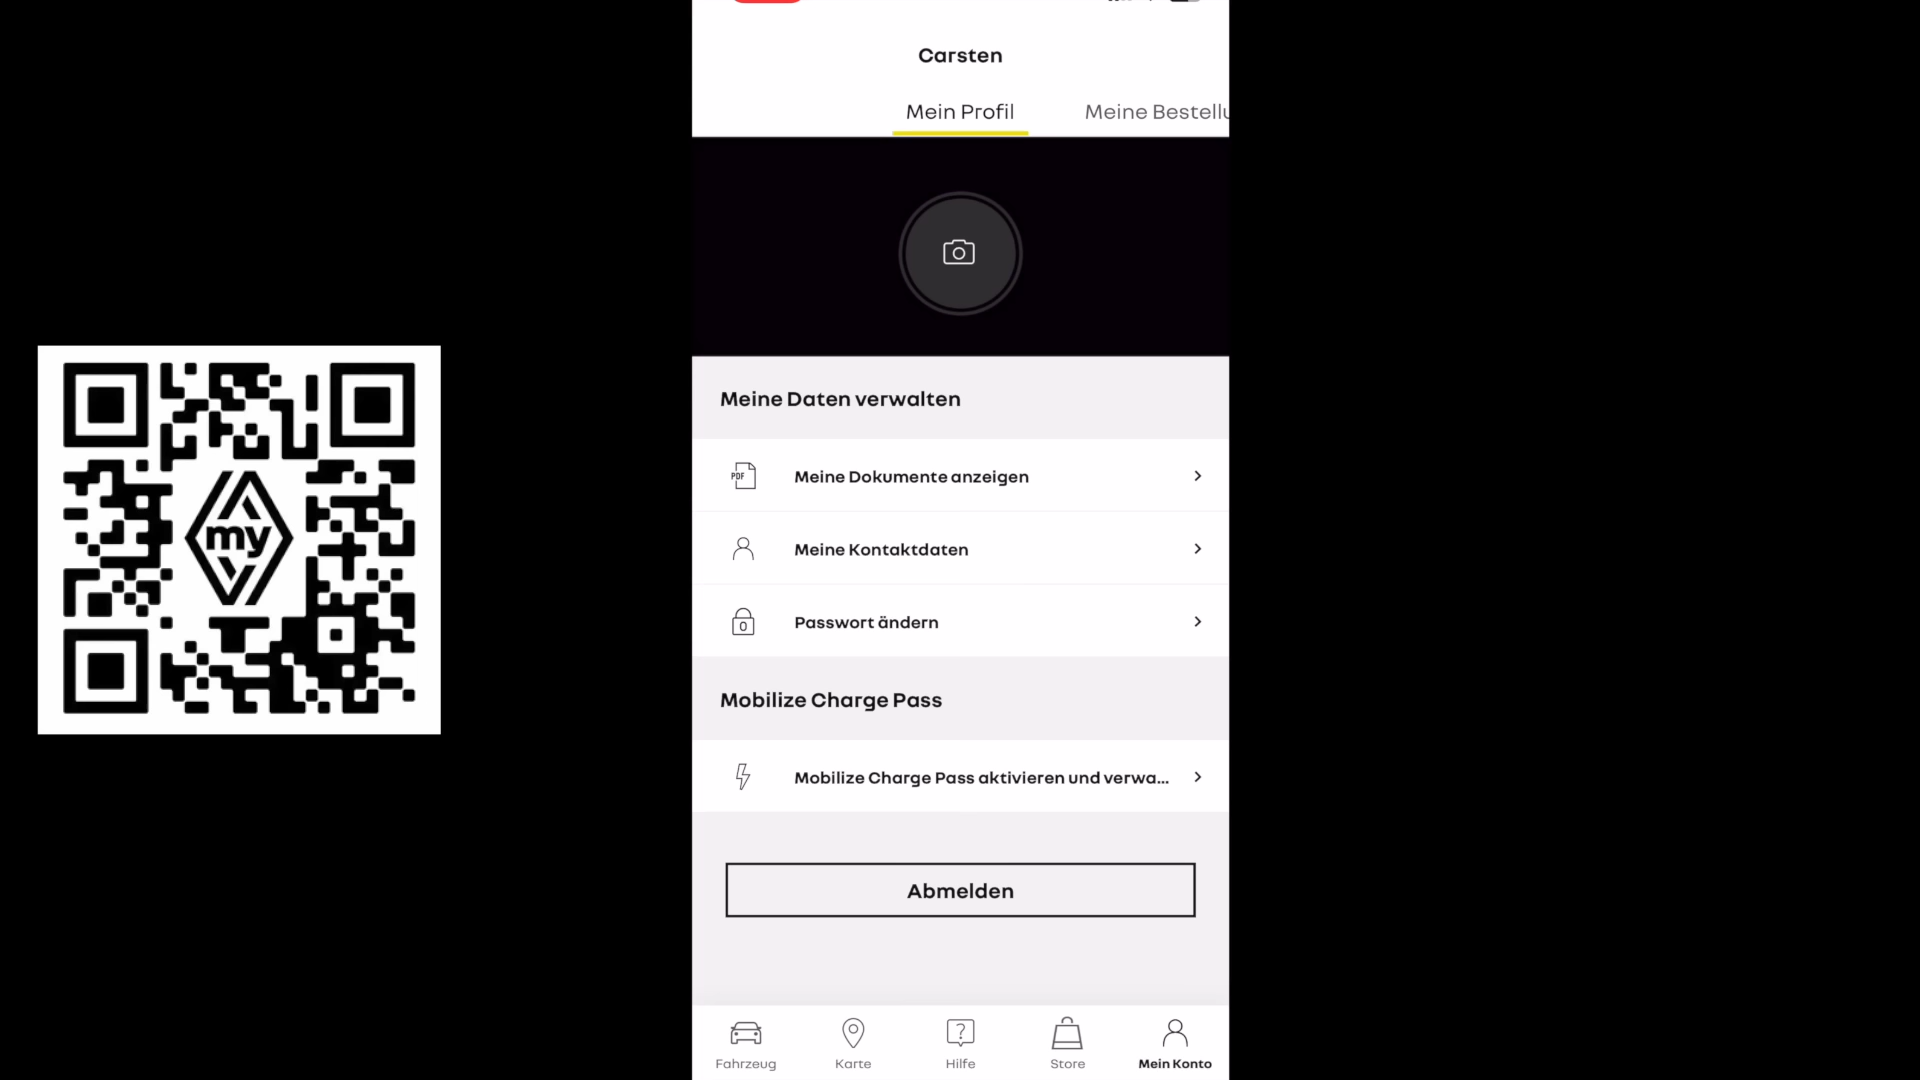 Carsten
Mein Profil
Meine Bestellu
my
Meine Daten verwalten
PDF
Meine Dokumente anzeigen
Meine Kontaktdaten
Passwort ändern
Mobilize Charge Pass
Mobilize Charge Pass aktivieren und verwa...
Abmelden
Fahrzeug
Karte
Hilfe
Store
Mein Konto